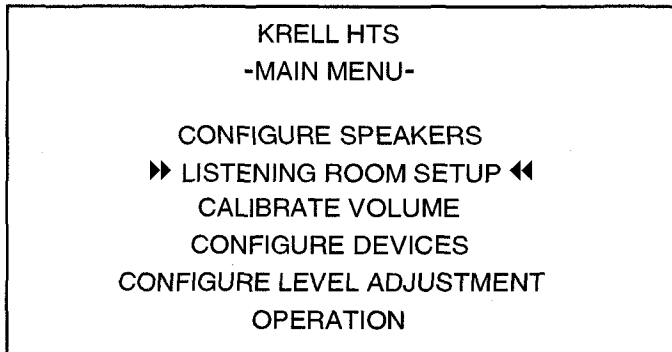 KRELL HTS
-MAIN MENU-
CONFIGURE SPEAKERS
▶▶ LISTENING ROOM SETUP ◀◀
CALIBRATE VOLUME
CONFIGURE DEVICES
CONFIGURE LEVEL ADJUSTMENT
OPERATION